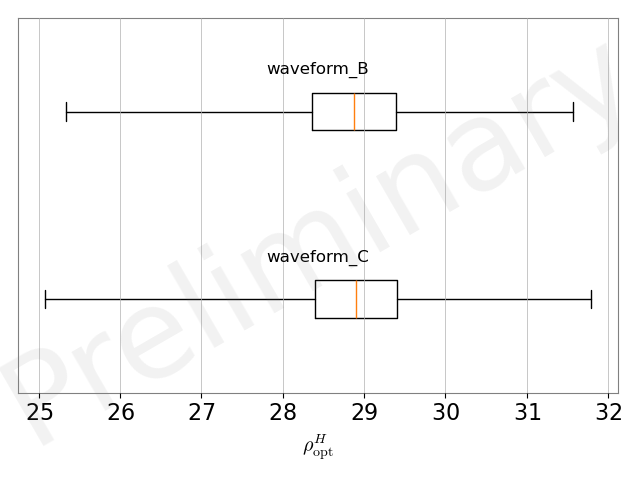 waveform_B
waveform_C
Preliminary
25 26 27 28 29 30 31 32
ρ^H_opt